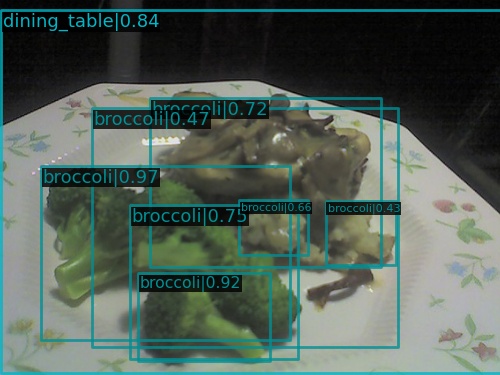 dining_table|0.84
broccoli|0.72
broccoli|0.47
broccoli|0.97
broccoli|0.66
broccoli|0.43
broccoli|0.75
broccoli|0.92